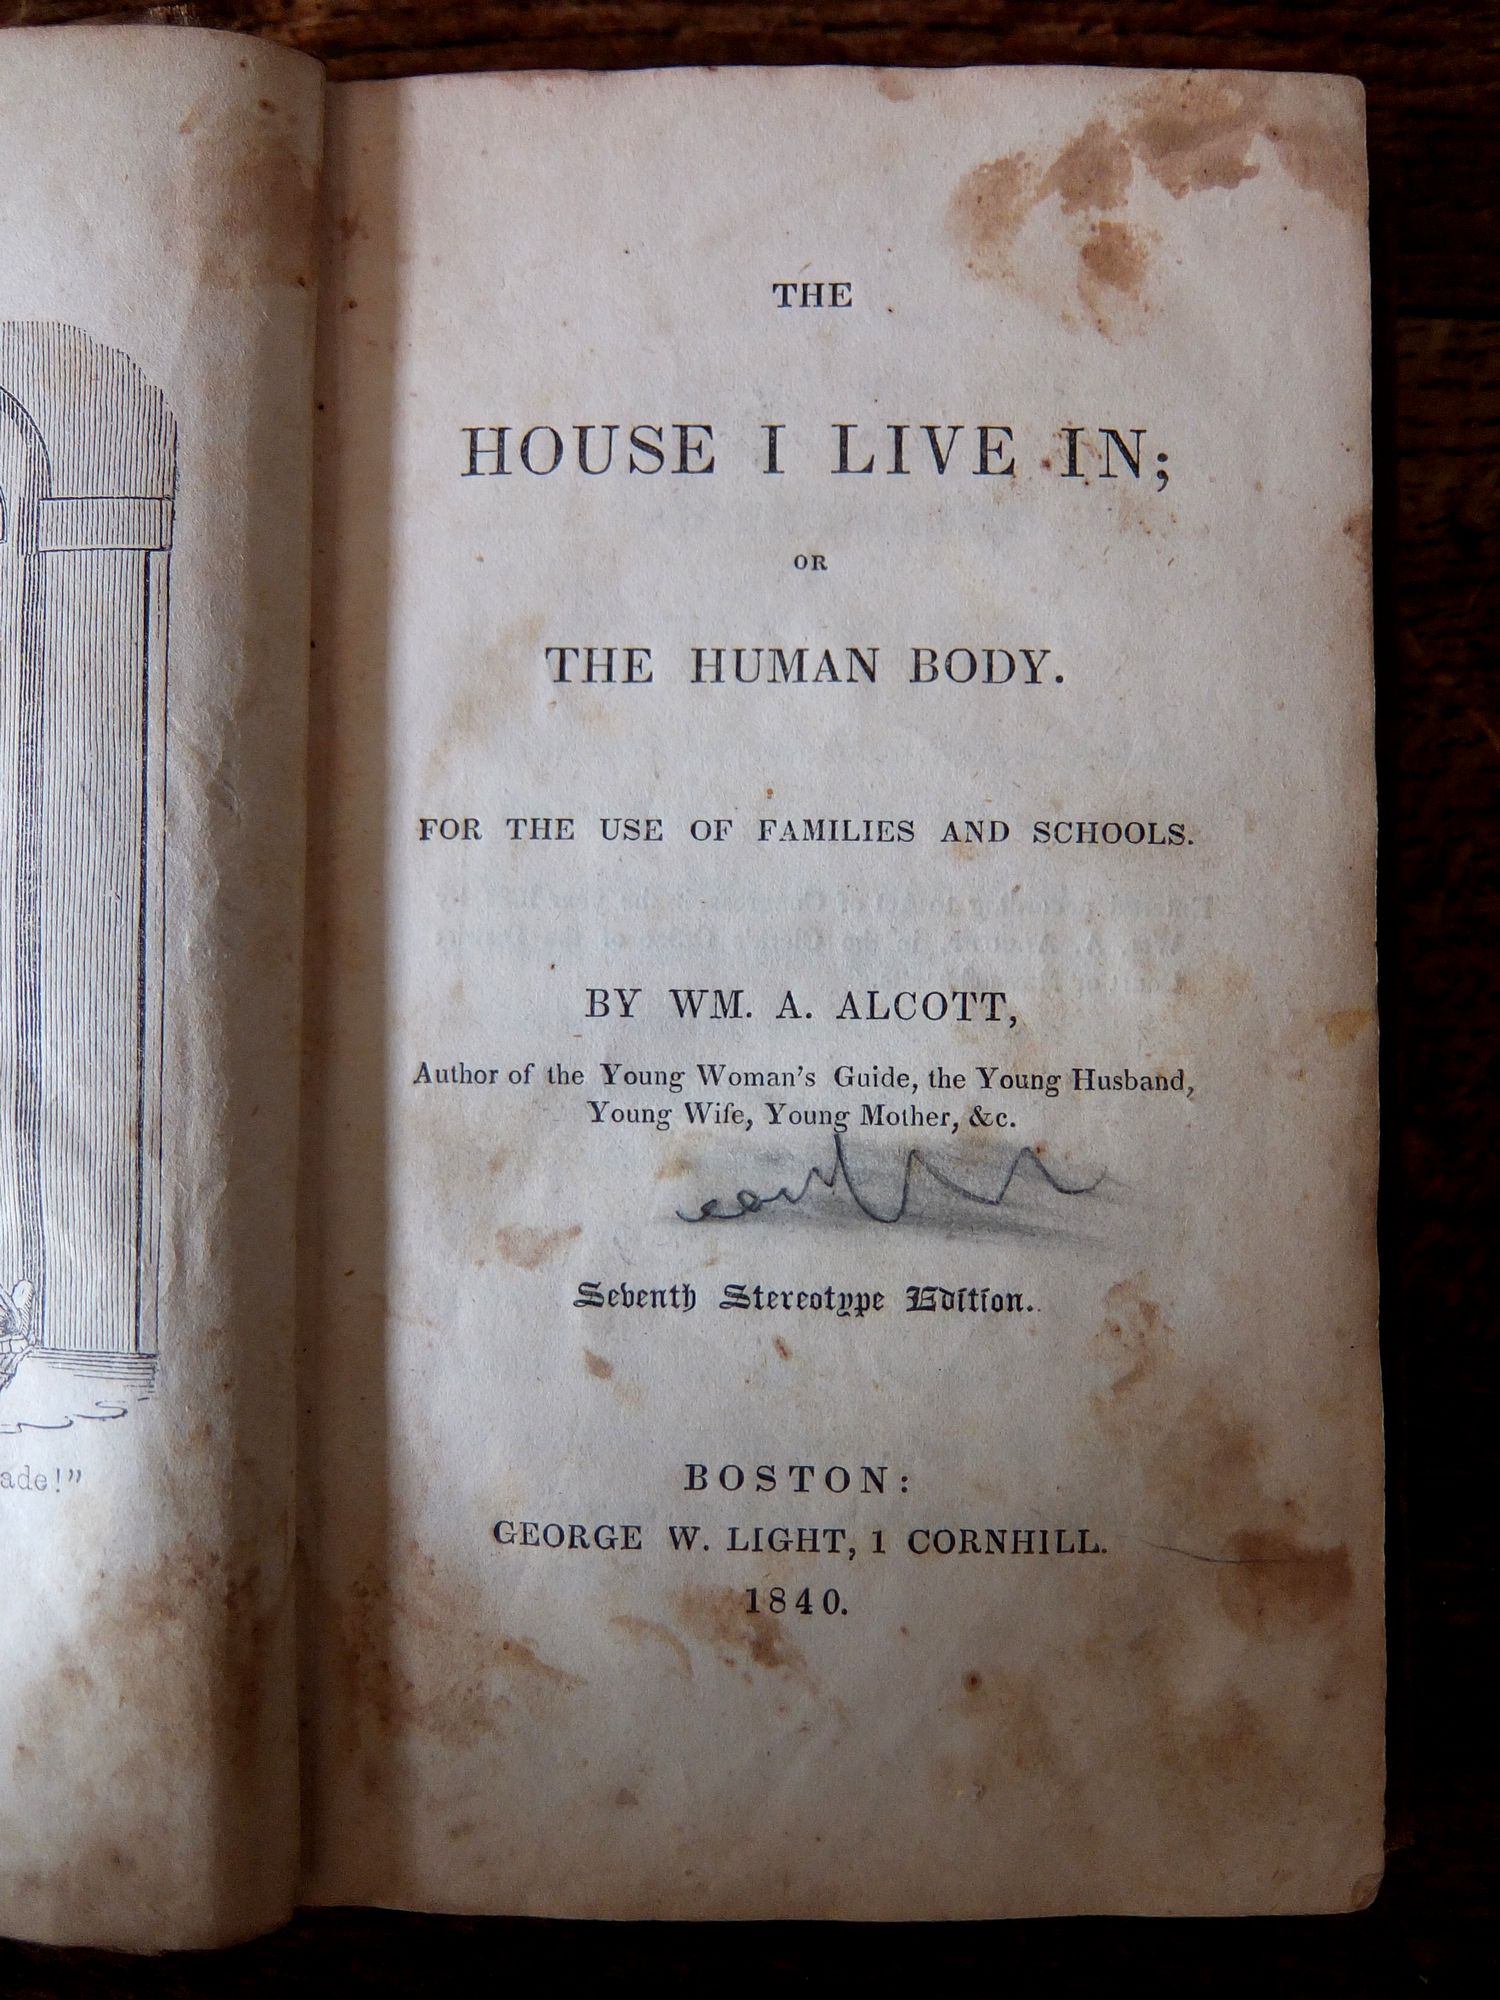 THE
HOUSE I LIVE IN;
OR
THE HUMAN BODY.
FOR THE USE OF FAMILIES AND SCHOOLS.
BY WM. A. ALCOTT,
Author of the Young Woman's Guide, the Young Husband,
Young Wife, Young Mother, &c.
Seventh Stereotype Edition.
BOSTON:
GEORGE W. LIGHT, 1 CORNHILL.
1840.
ade!"